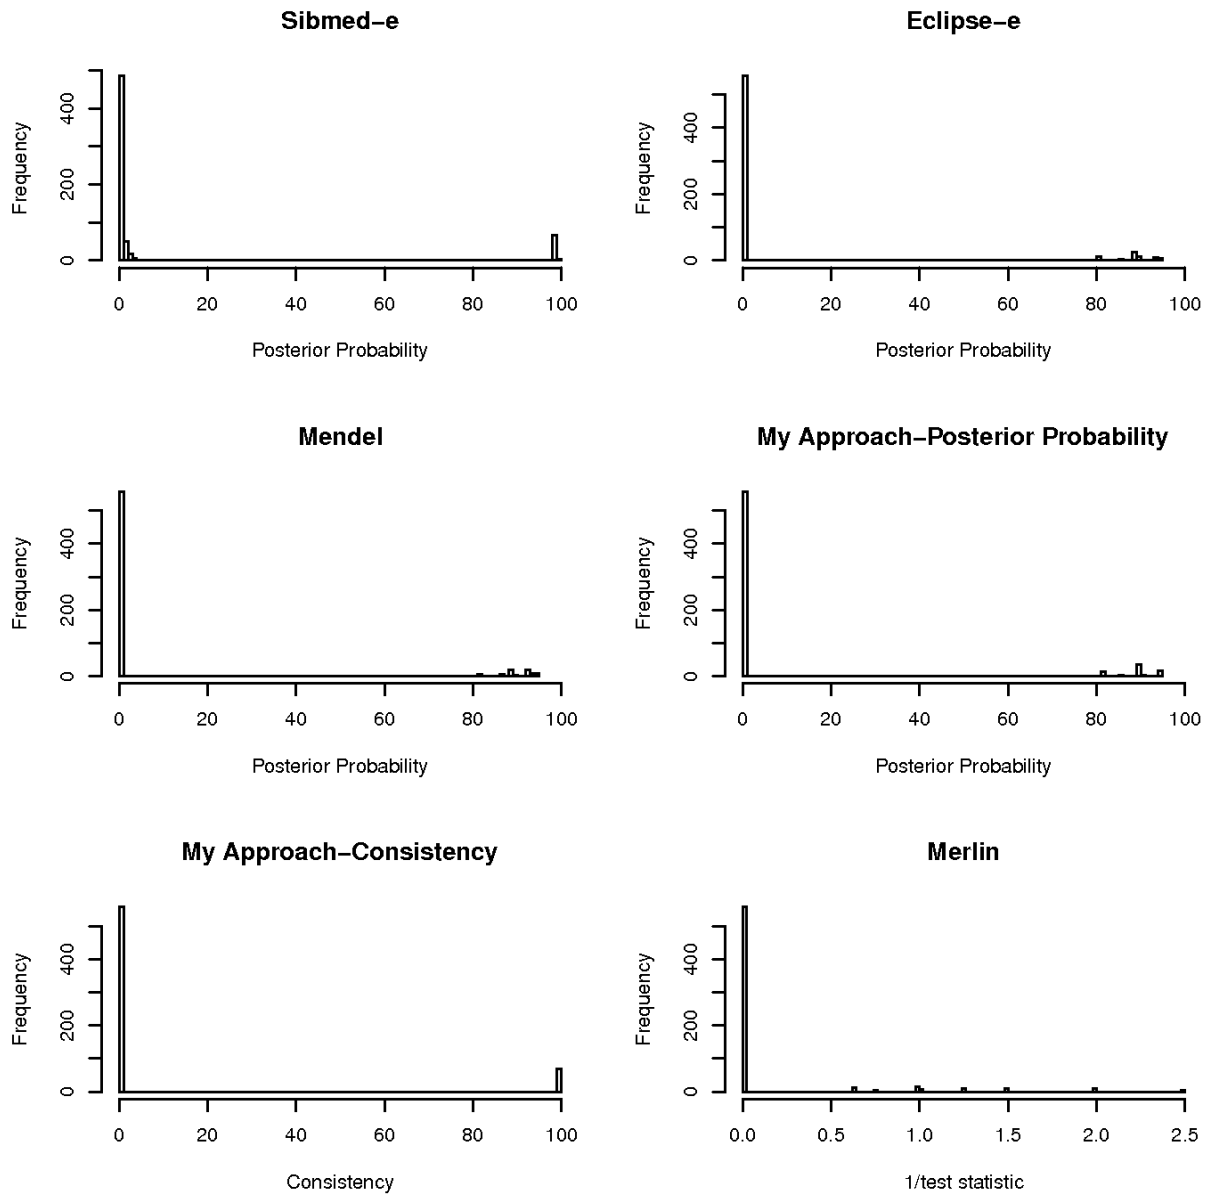 Sibmed−e
Frequency
400
200
0
0 20 40 60 80 100
Posterior Probability
Eclipse−e
Frequency
400
200
0
0 20 40 60 80 100
Posterior Probability
Mendel
Frequency
400
200
0
0 20 40 60 80 100
Posterior Probability
My Approach−Posterior Probability
Frequency
400
200
0
0 20 40 60 80 100
Posterior Probability
My Approach−Consistency
Frequency
400
200
0
0 20 40 60 80 100
Consistency
Merlin
Frequency
400
200
0
0.0 0.5 1.0 1.5 2.0 2.5
1/test statistic